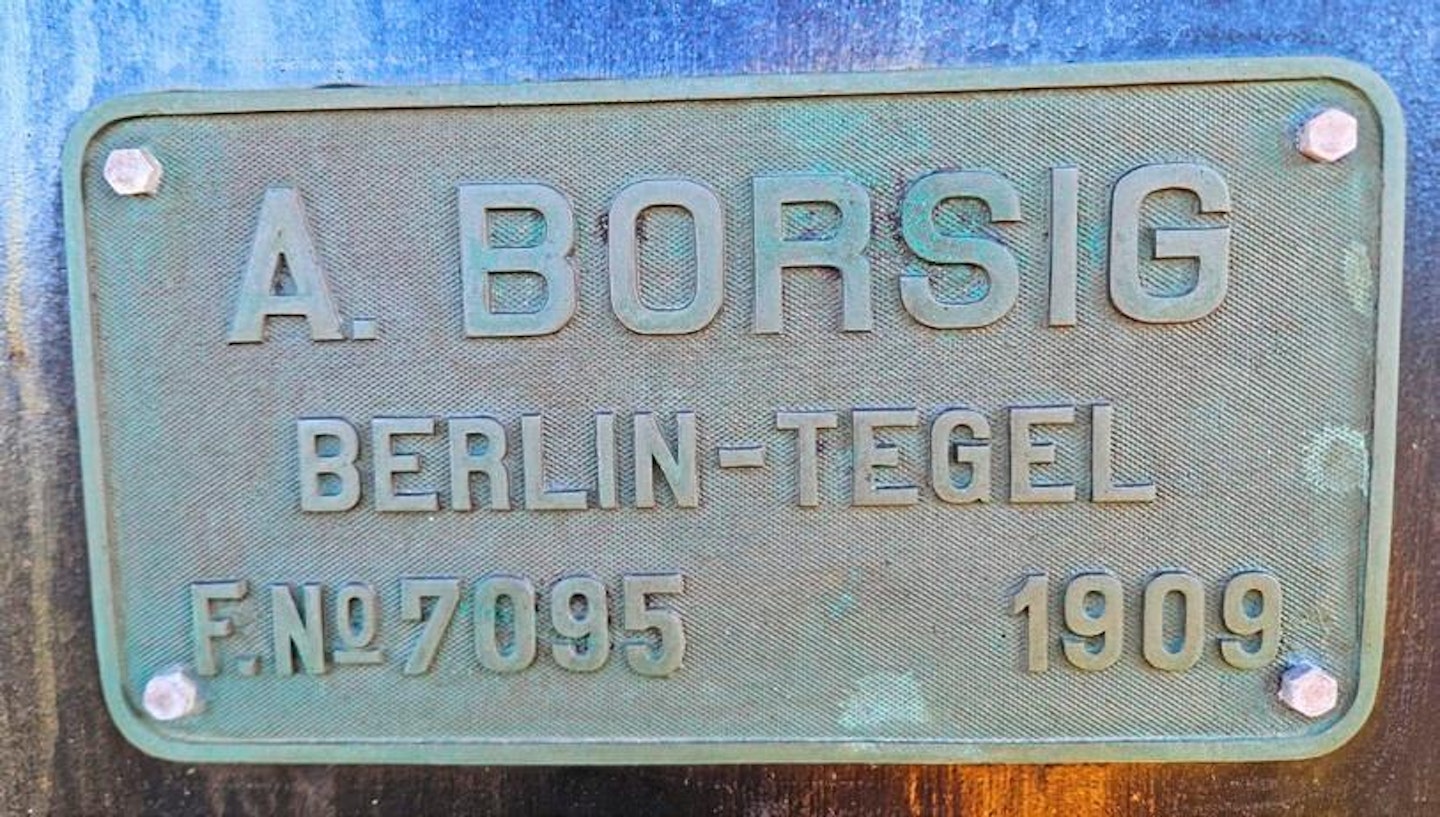 A. BORSIG
BERLIN-TEGEL
F. Nº 7095 1909